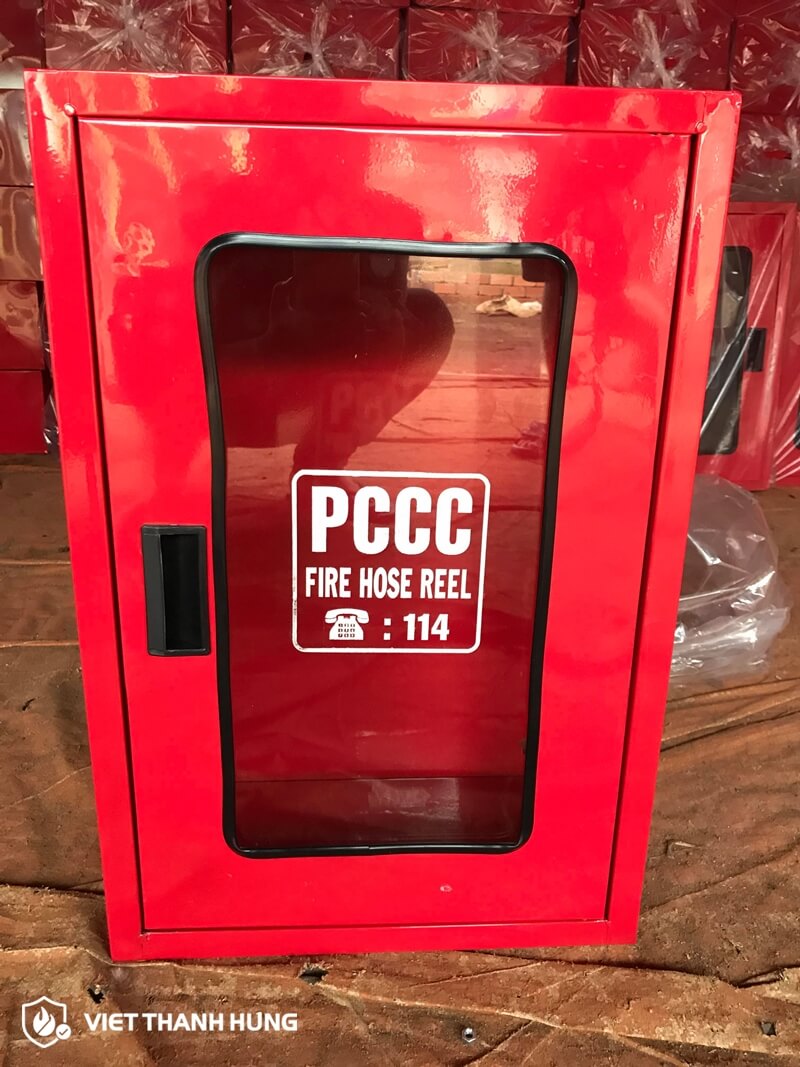 PCCC
FIRE HOSE REEL
: 114
VIET THANH HUNG